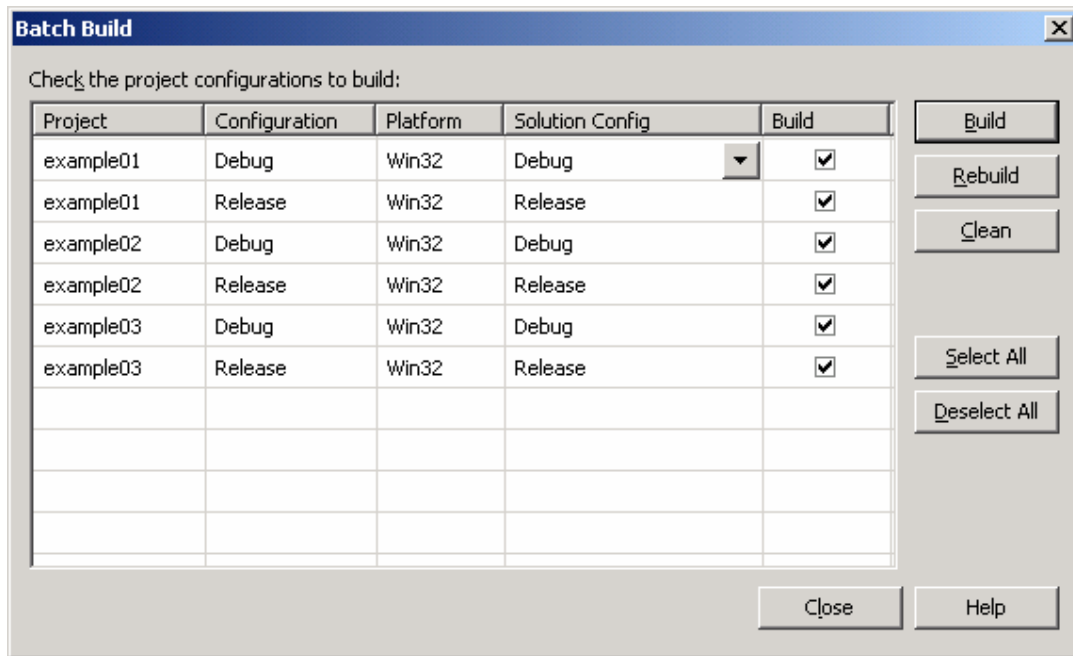 Batch Build
Check the project configurations to build:
Project Configuration Platform Solution Config Build
example01 Debug Win32 Debug
example01 Release Win32 Release
example02 Debug Win32 Debug
example02 Release Win32 Release
example03 Debug Win32 Debug
example03 Release Win32 Release
Build
Rebuild
Clean
Select All
Deselect All
Close
Help